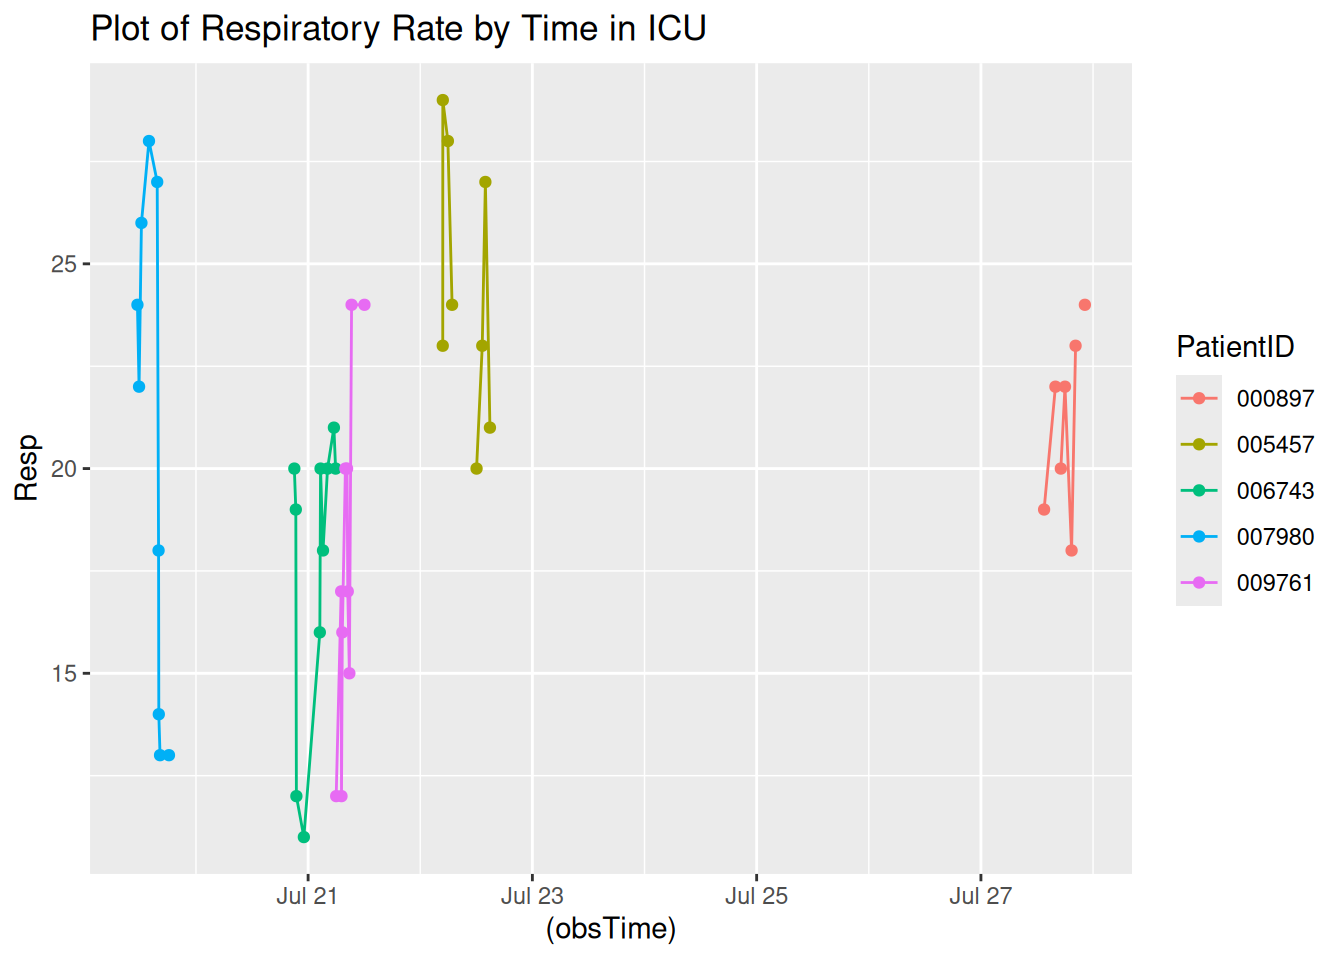 Plot of Respiratory Rate by Time in ICU
25
20
15
Resp
Jul 21
Jul 23
Jul 25
Jul 27
(obsTime)
PatientID
000897
005457
006743
007980
009761